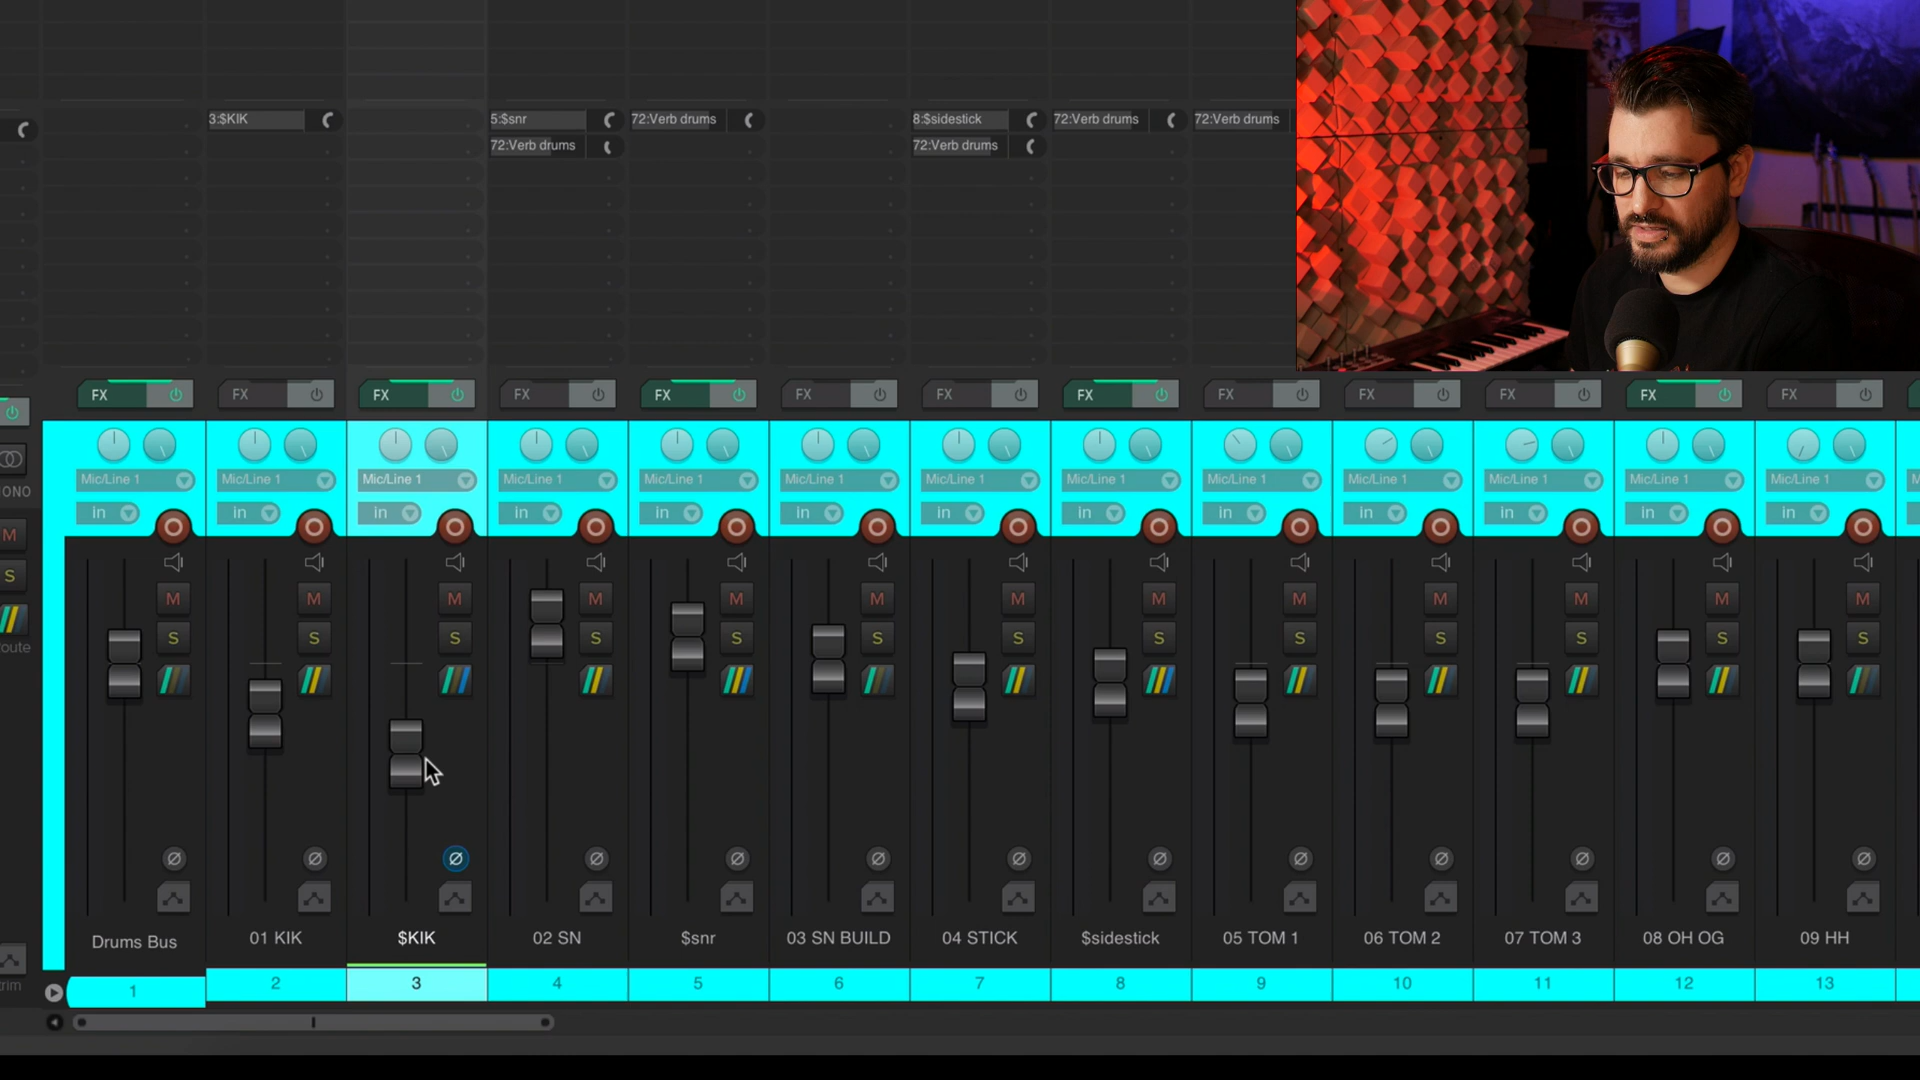 3:$KIK
5:$snr
72:Verb drums
8:$sidestick
72:Verb drums
72:Verb drums
72:Verb drums
72:Verb drums
FX
FX
FX
FX
FX
FX
FX
FX
FX
FX
FX
FX
FX
Mic/Line 1
Mic/Line 1
Mic/Line 1
Mic/Line 1
Mic/Line 1
Mic/Line 1
Mic/Line 1
Mic/Line 1
Mic/Line 1
Mic/Line 1
Mic/Line 1
Mic/Line 1
Mic/Line 1
ONO
in
in
in
in
in
in
in
in
in
in
in
in
in
M
M
M
M
M
M
M
M
M
M
M
M
M
M
S
S
S
S
S
S
S
S
S
S
S
S
S
S
oute
Drums Bus
01 KIK
$KIK
02 SN
$snr
03 SN BUILD
04 STICK
$sidestick
05 TOM 1
06 TOM 2
07 TOM 3
08 OH OG
09 HH
rim
1
2
3
4
5
6
7
8
9
10
11
12
13